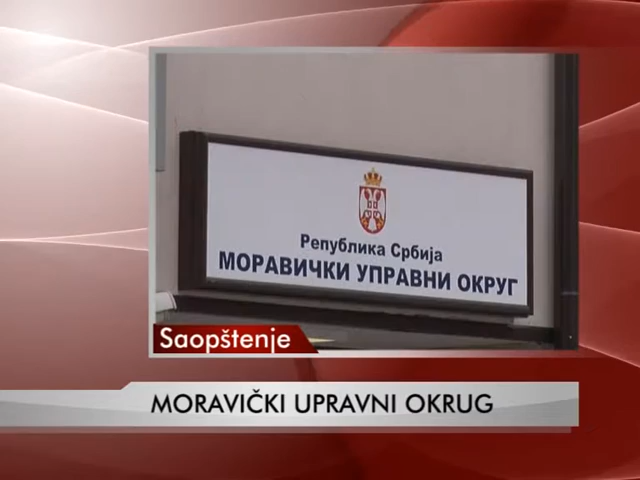 Република Србија
МОРАВИЧКИ УПРАВНИ ОКРУГ
Saopštenje
MORAVIČKI UPRAVNI OKRUG